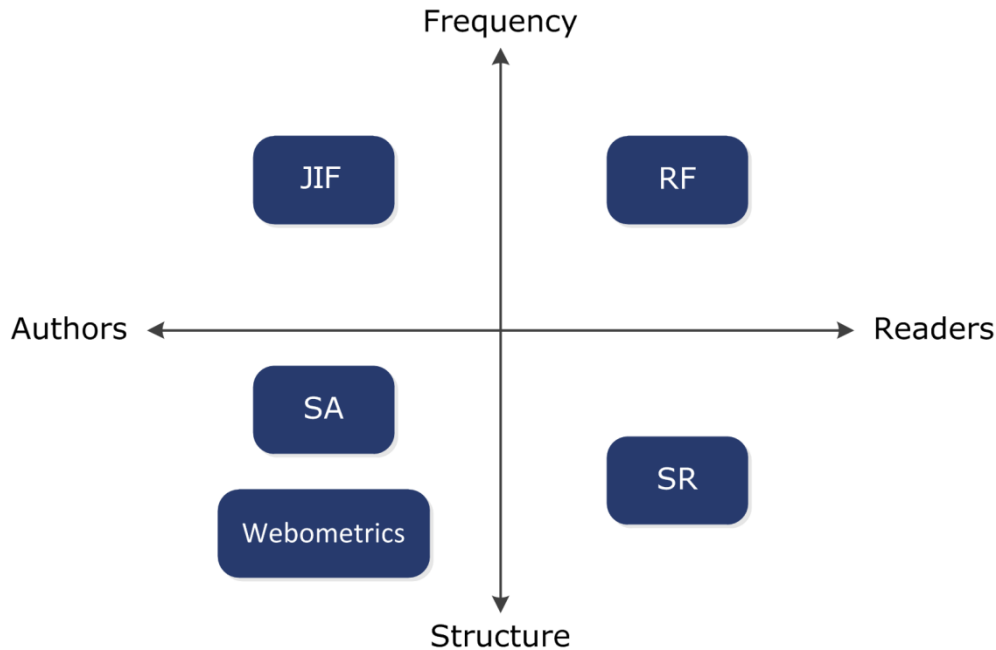 Frequency
JIF
RF
Authors
Readers
SA
SR
Webometrics
Structure